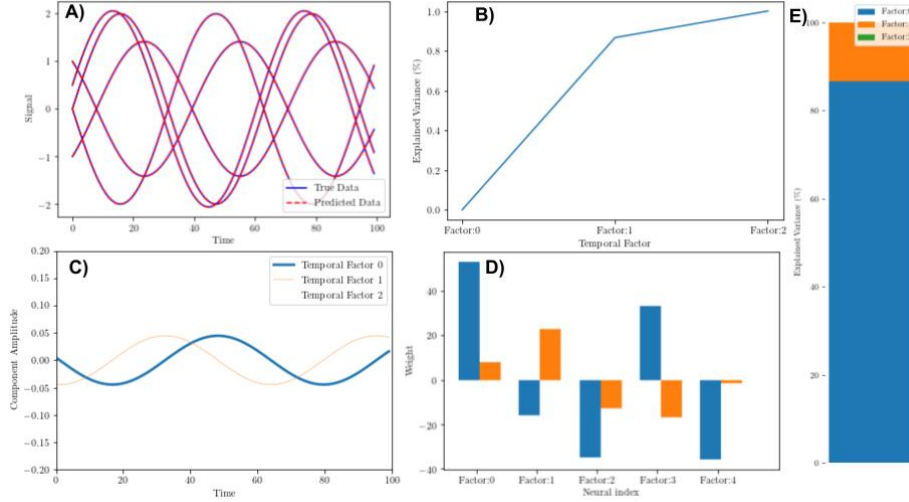 A)
2
1
0
−1
−2
Signal
0
20
40
60
80
100
Time
True Data
Predicted Data
B)
1.0
0.8
0.6
0.4
0.2
0.0
Explained Variance (%)
Factor:0
Factor:1
Factor:2
Temporal Factor
C)
0.20
0.15
0.10
0.05
0.00
−0.05
−0.10
−0.15
−0.20
Component Amplitude
0
20
40
60
80
100
Time
Temporal Factor 0
Temporal Factor 1
Temporal Factor 2
D)
40
20
0
−20
−40
Weight
Factor:0
Factor:1
Factor:2
Factor:3
Factor:4
Neural index
E)
100
80
60
40
20
0
Explained Variance (%)
Factor:
Factor:
Factor: